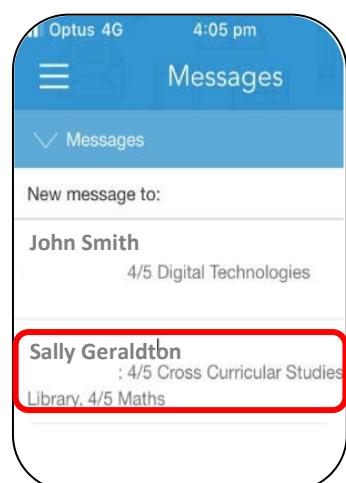 Optus 4G 4:05 pm
Messages
Messages
New message to:
John Smith
4/5 Digital Technologies
Sally Geraldton
: 4/5 Cross Curricular Studies
Library, 4/5 Maths